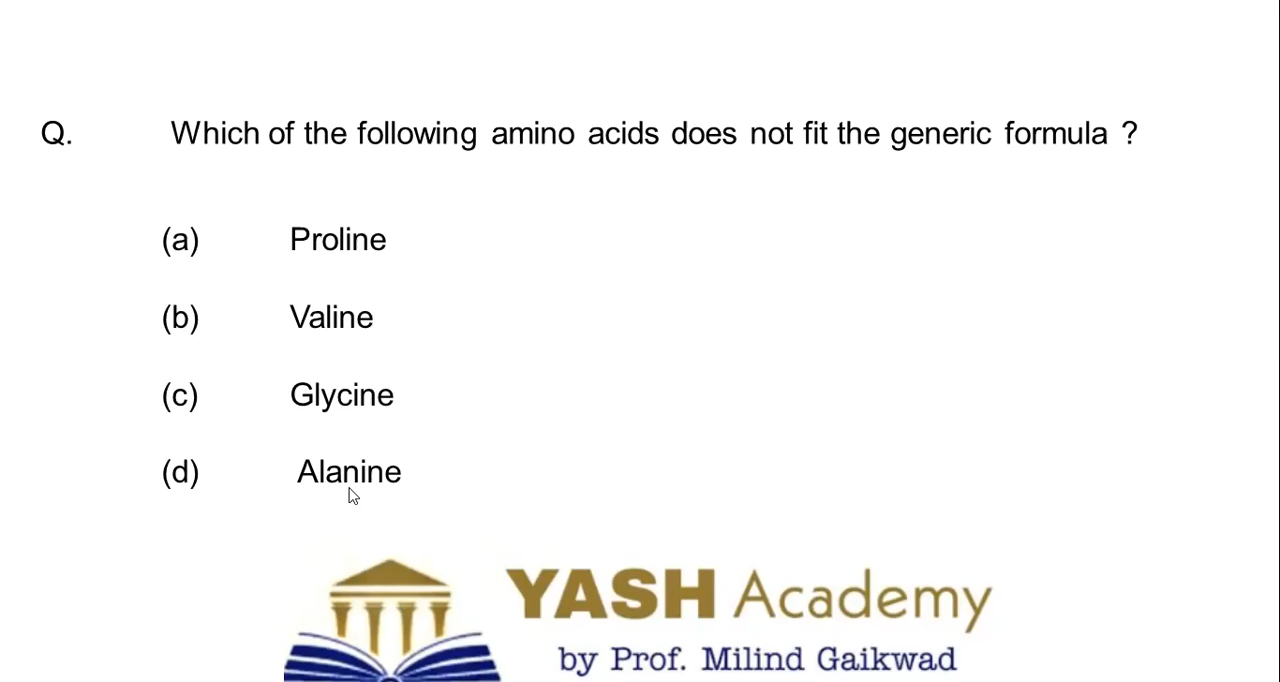 Q. Which of the following amino acids does not fit the generic formula ?
(a) Proline
(b) Valine
(c) Glycine
(d) Alanine
YASH Academy
by Prof. Milind Gaikwad